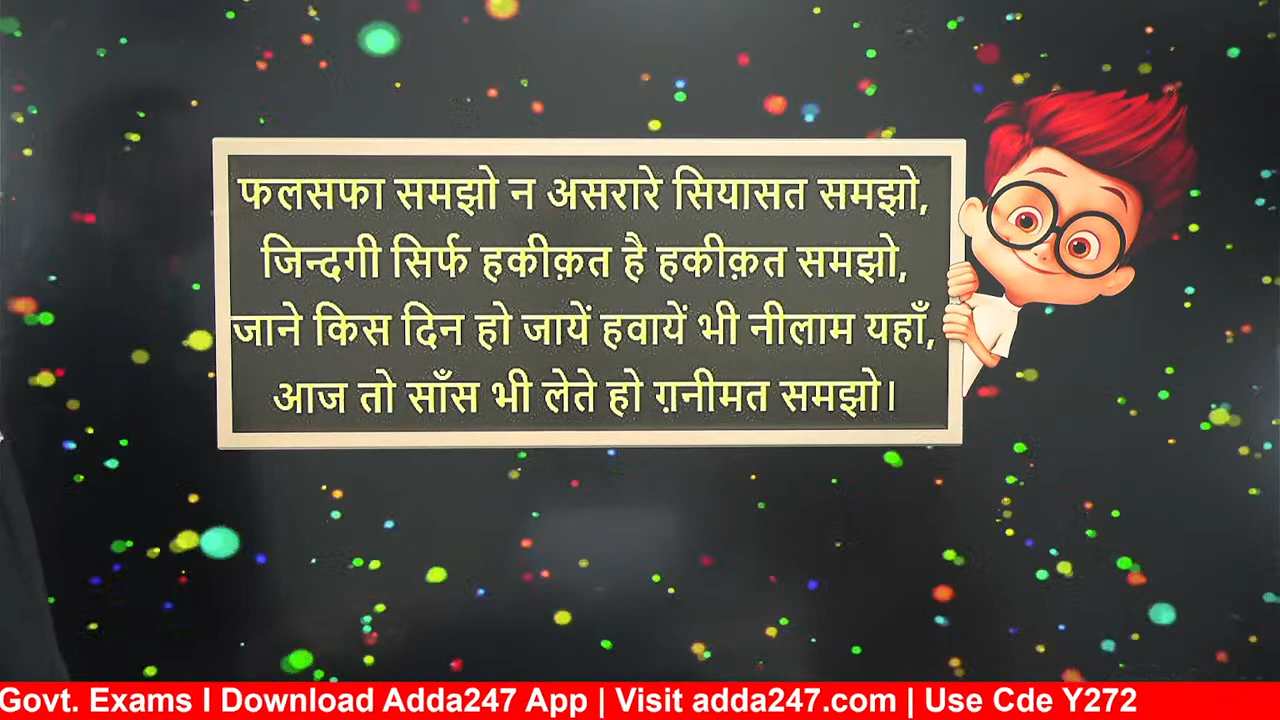 फलसफा समझो न असरारे सियासत समझो,
जिन्दगी सिर्फ हकीक़त है हकीक़त समझो,
जाने किस दिन हो जायें हवायें भी नीलाम यहाँ,
आज तो साँस भी लेते हो ग़नीमत समझो।
Govt. Exams I Download Adda247 App | Visit adda247.com | Use Cde Y272